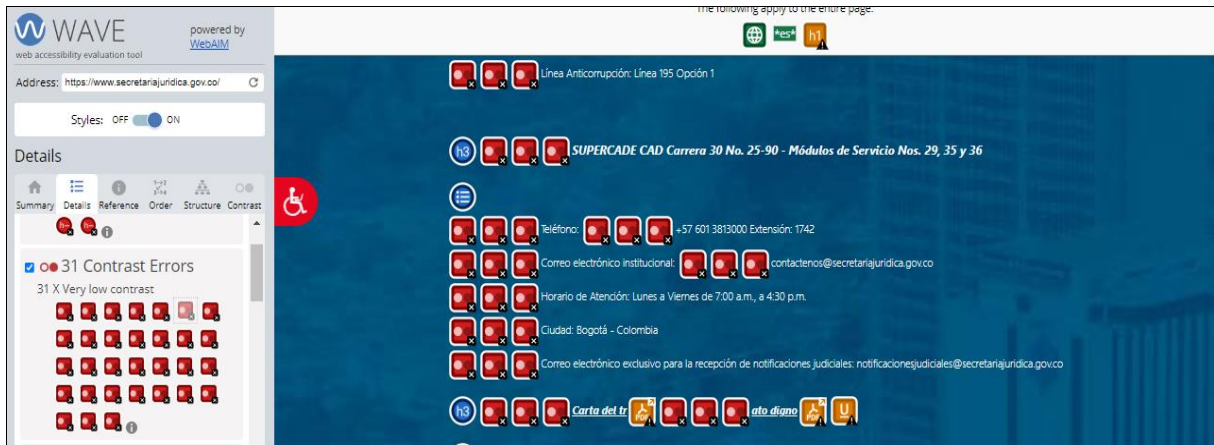 WAVE
powered by
WebAIM
web accessibility evaluation tool
Address: https://www.secretariajuridica.gov.co/
Styles: OFF ON
Details
Summary Details Reference Order Structure Contrast
31 Contrast Errors
31 X Very low contrast
The following apply to the entire page:
*es* h1
Línea Anticorrupción: Línea 195 Opción 1
h3 SUPERCADE CAD Carrera 30 No. 25-90 - Módulos de Servicio Nos. 29, 35 y 36
Teléfono: +57 601 3813000 Extensión: 1742
Correo electrónico institucional: contactenos@secretariajuridica.gov.co
Horario de Atención: Lunes a Viernes de 7:00 a.m., a 4:30 p.m.
Ciudad: Bogotá - Colombia
Correo electrónico exclusivo para la recepción de notificaciones judiciales: notificacionesjudiciales@secretariajuridica.gov.co
h3 Carta del tr PDF ato digno PDF U